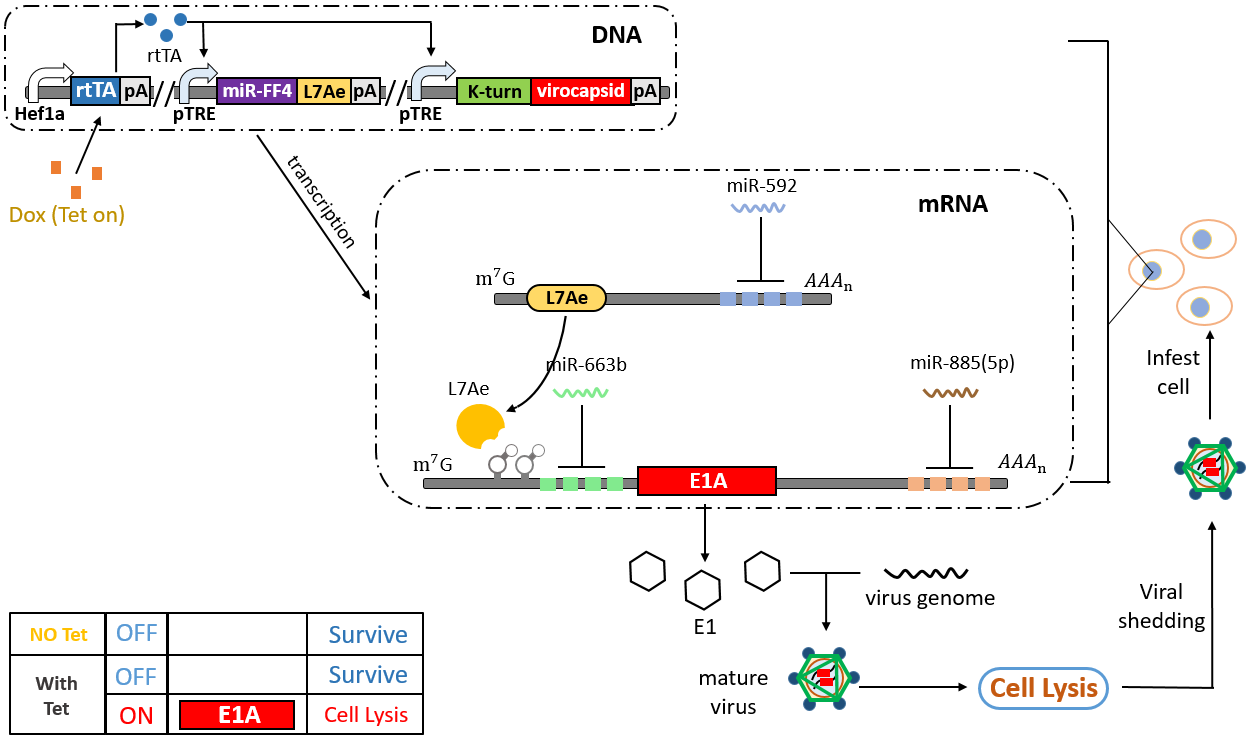 DNA
rtTA
rtTA pA
miR-FF4 L7Ae pA
K-turn virocapsid pA
Hef1a
pTRE
pTRE
Dox (Tet on)
transcription
mRNA
miR-592
m⁷G
L7Ae
AAAₙ
miR-663b
miR-885(5p)
L7Ae
m⁷G
E1A
AAAₙ
Infest
cell
E1
virus genome
Viral
shedding
mature
virus
Cell Lysis
NO Tet OFF Survive
With
Tet
OFF Survive
ON E1A Cell Lysis